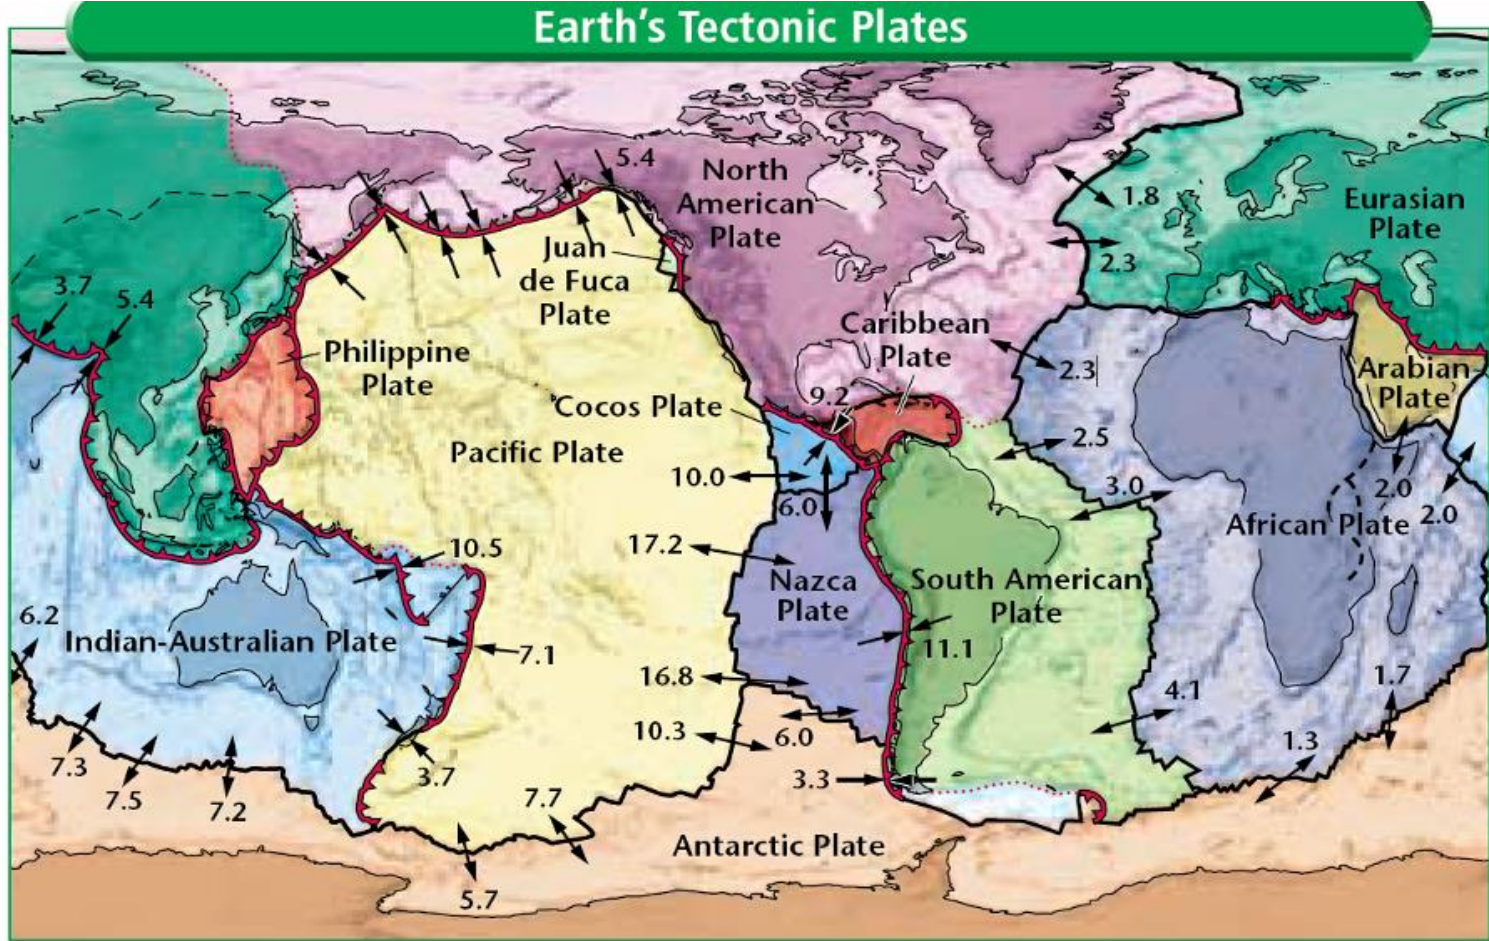 Earth's Tectonic Plates
5.4
North
American
Plate
1.8
Eurasian
Plate
Juan
de Fuca
Plate
2.3
3.7
5.4
Caribbean
Plate
Philippine
Plate
2.3
Arabian
Plate
9.2
Cocos Plate
2.5
Pacific Plate
10.0
3.0
2.0
6.0
2.0
African Plate
10.5
17.2
Nazca
Plate
South American
Plate
6.2
Indian-Australian Plate
7.1
11.1
16.8
4.1
1.7
10.3
6.0
1.3
7.3
3.7
3.3
7.5
7.2
7.7
Antarctic Plate
5.7